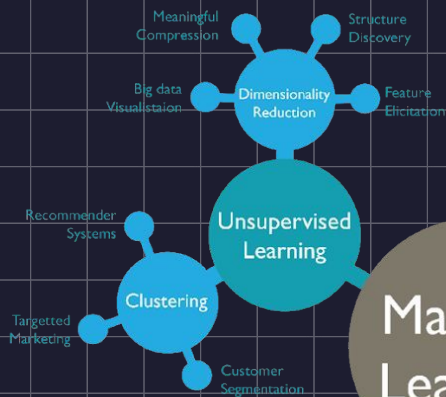 Meaningful
Compression
Structure
Discovery
Big data
Visualistaion
Dimensionality
Reduction
Feature
Elicitation
Recommender
Systems
Unsupervised
Learning
Clustering
Targetted
Marketing
Customer
Segmentation
Ma
Lea